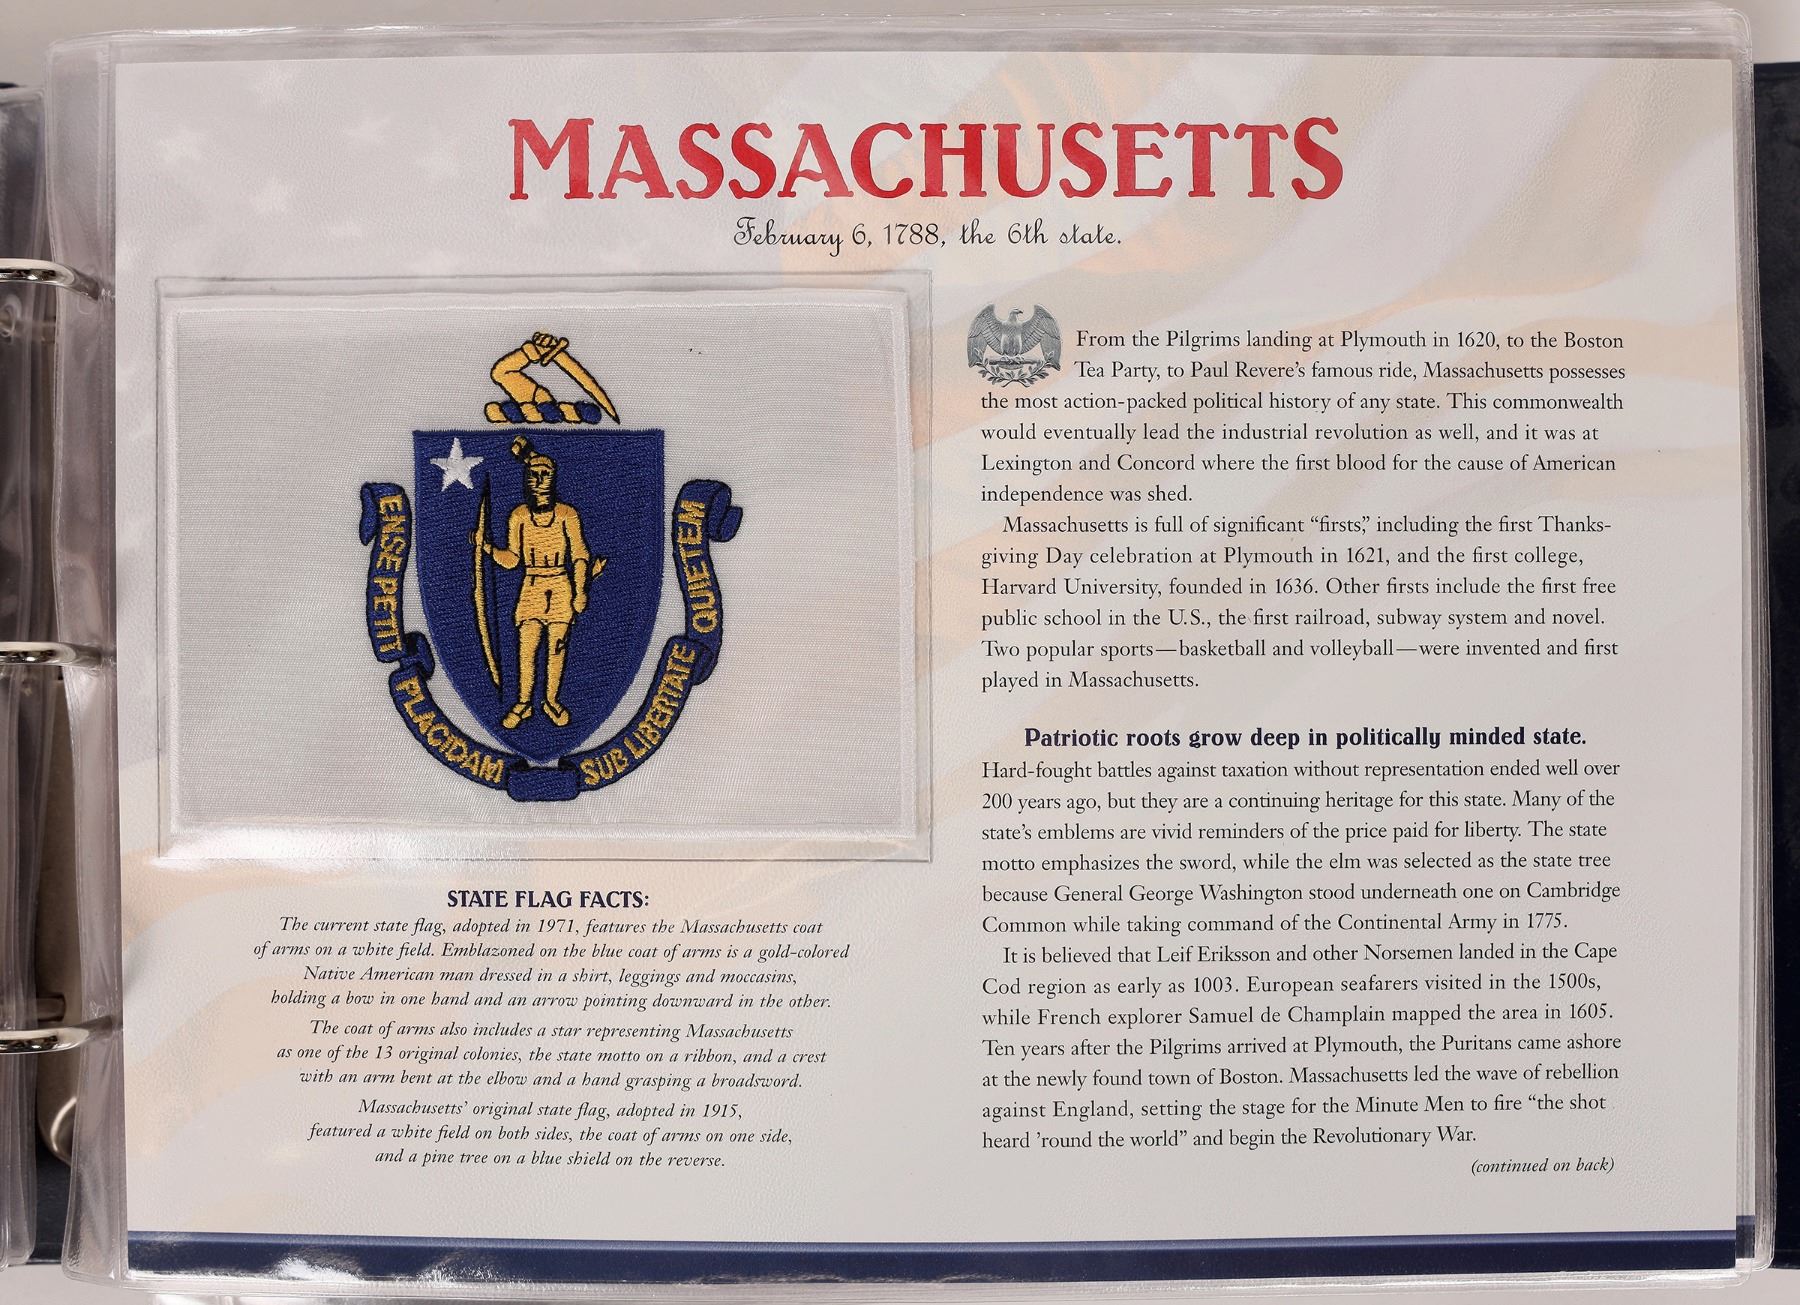 MASSACHUSETTS
February 6, 1788, the 6th state.
ENSE PETIT
PLACIDAM
SUB LIBERTATE
QUIETEM
STATE FLAG FACTS:
The current state flag, adopted in 1971, features the Massachusetts coat
of arms on a white field. Emblazoned on the blue coat of arms is a gold-colored
Native American man dressed in a shirt, leggings and moccasins,
holding a bow in one hand and an arrow pointing downward in the other.
The coat of arms also includes a star representing Massachusetts
as one of the 13 original colonies, the state motto on a ribbon, and a crest
with an arm bent at the elbow and a hand grasping a broadsword.
Massachusetts' original state flag, adopted in 1915,
featured a white field on both sides, the coat of arms on one side,
and a pine tree on a blue shield on the reverse.
From the Pilgrims landing at Plymouth in 1620, to the Boston
Tea Party, to Paul Revere's famous ride, Massachusetts possesses
the most action-packed political history of any state. This commonwealth
would eventually lead the industrial revolution as well, and it was at
Lexington and Concord where the first blood for the cause of American
independence was shed.
Massachusetts is full of significant “firsts,” including the first Thanks-
giving Day celebration at Plymouth in 1621, and the first college,
Harvard University, founded in 1636. Other firsts include the first free
public school in the U.S., the first railroad, subway system and novel.
Two popular sports—basketball and volleyball—were invented and first
played in Massachusetts.
Patriotic roots grow deep in politically minded state.
Hard-fought battles against taxation without representation ended well over
200 years ago, but they are a continuing heritage for this state. Many of the
state's emblems are vivid reminders of the price paid for liberty. The state
motto emphasizes the sword, while the elm was selected as the state tree
because General George Washington stood underneath one on Cambridge
Common while taking command of the Continental Army in 1775.
It is believed that Leif Eriksson and other Norsemen landed in the Cape
Cod region as early as 1003. European seafarers visited in the 1500s,
while French explorer Samuel de Champlain mapped the area in 1605.
Ten years after the Pilgrims arrived at Plymouth, the Puritans came ashore
at the newly found town of Boston. Massachusetts led the wave of rebellion
against England, setting the stage for the Minute Men to fire “the shot
heard 'round the world” and begin the Revolutionary War.
(continued on back)